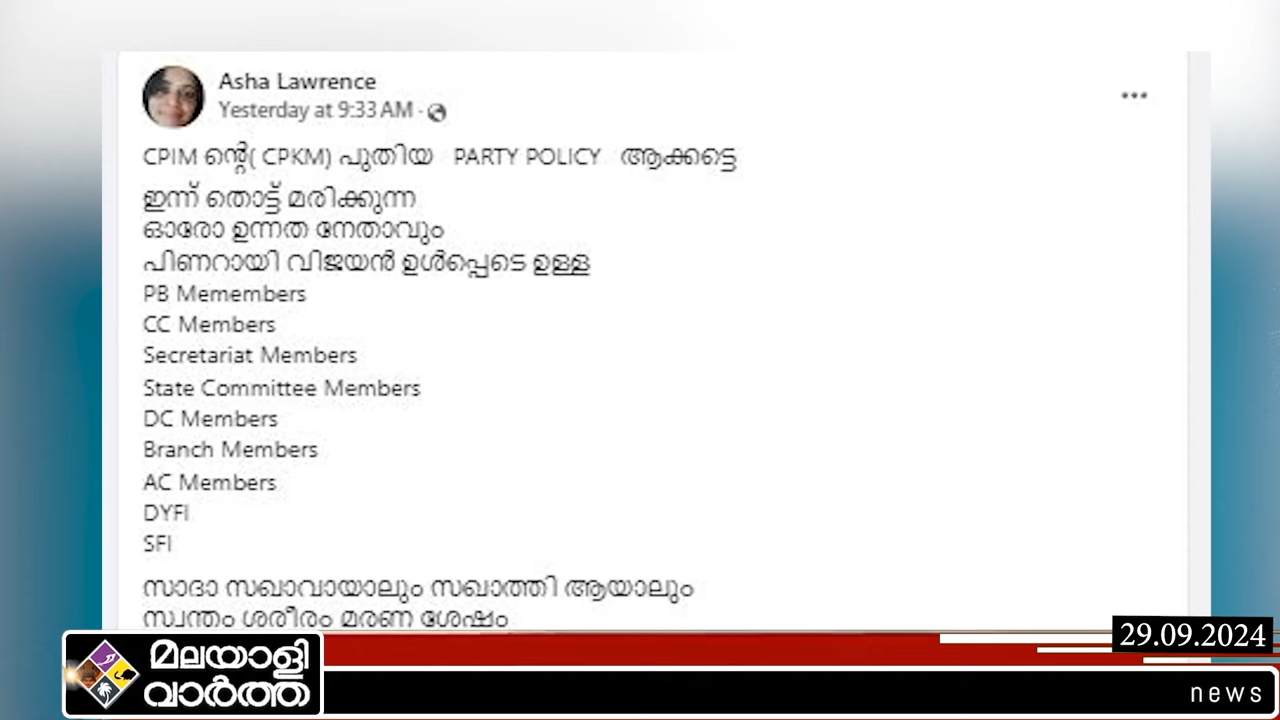 Asha Lawrence
Yesterday at 9:33 AM ·
CPIM ന്റെ( CPKM) പുതിയ PARTY POLICY ആക്കട്ടെ
ഇന്ന് തൊട്ട് മരിക്കുന്ന
ഓരോ ഉന്നത നേതാവും
പിണറായി വിജയൻ ഉൾപ്പെടെ ഉള്ള
PB Memembers
CC Members
Secretariat Members
State Committee Members
DC Members
Branch Members
AC Members
DYFI
SFI
സാദാ സഖാവായാലും സഖാത്തി ആയാലും
സ്വന്തം ശരീരം മരണ ശേഷം
29.09.2024
മലയാളി
വാർത്ത
news